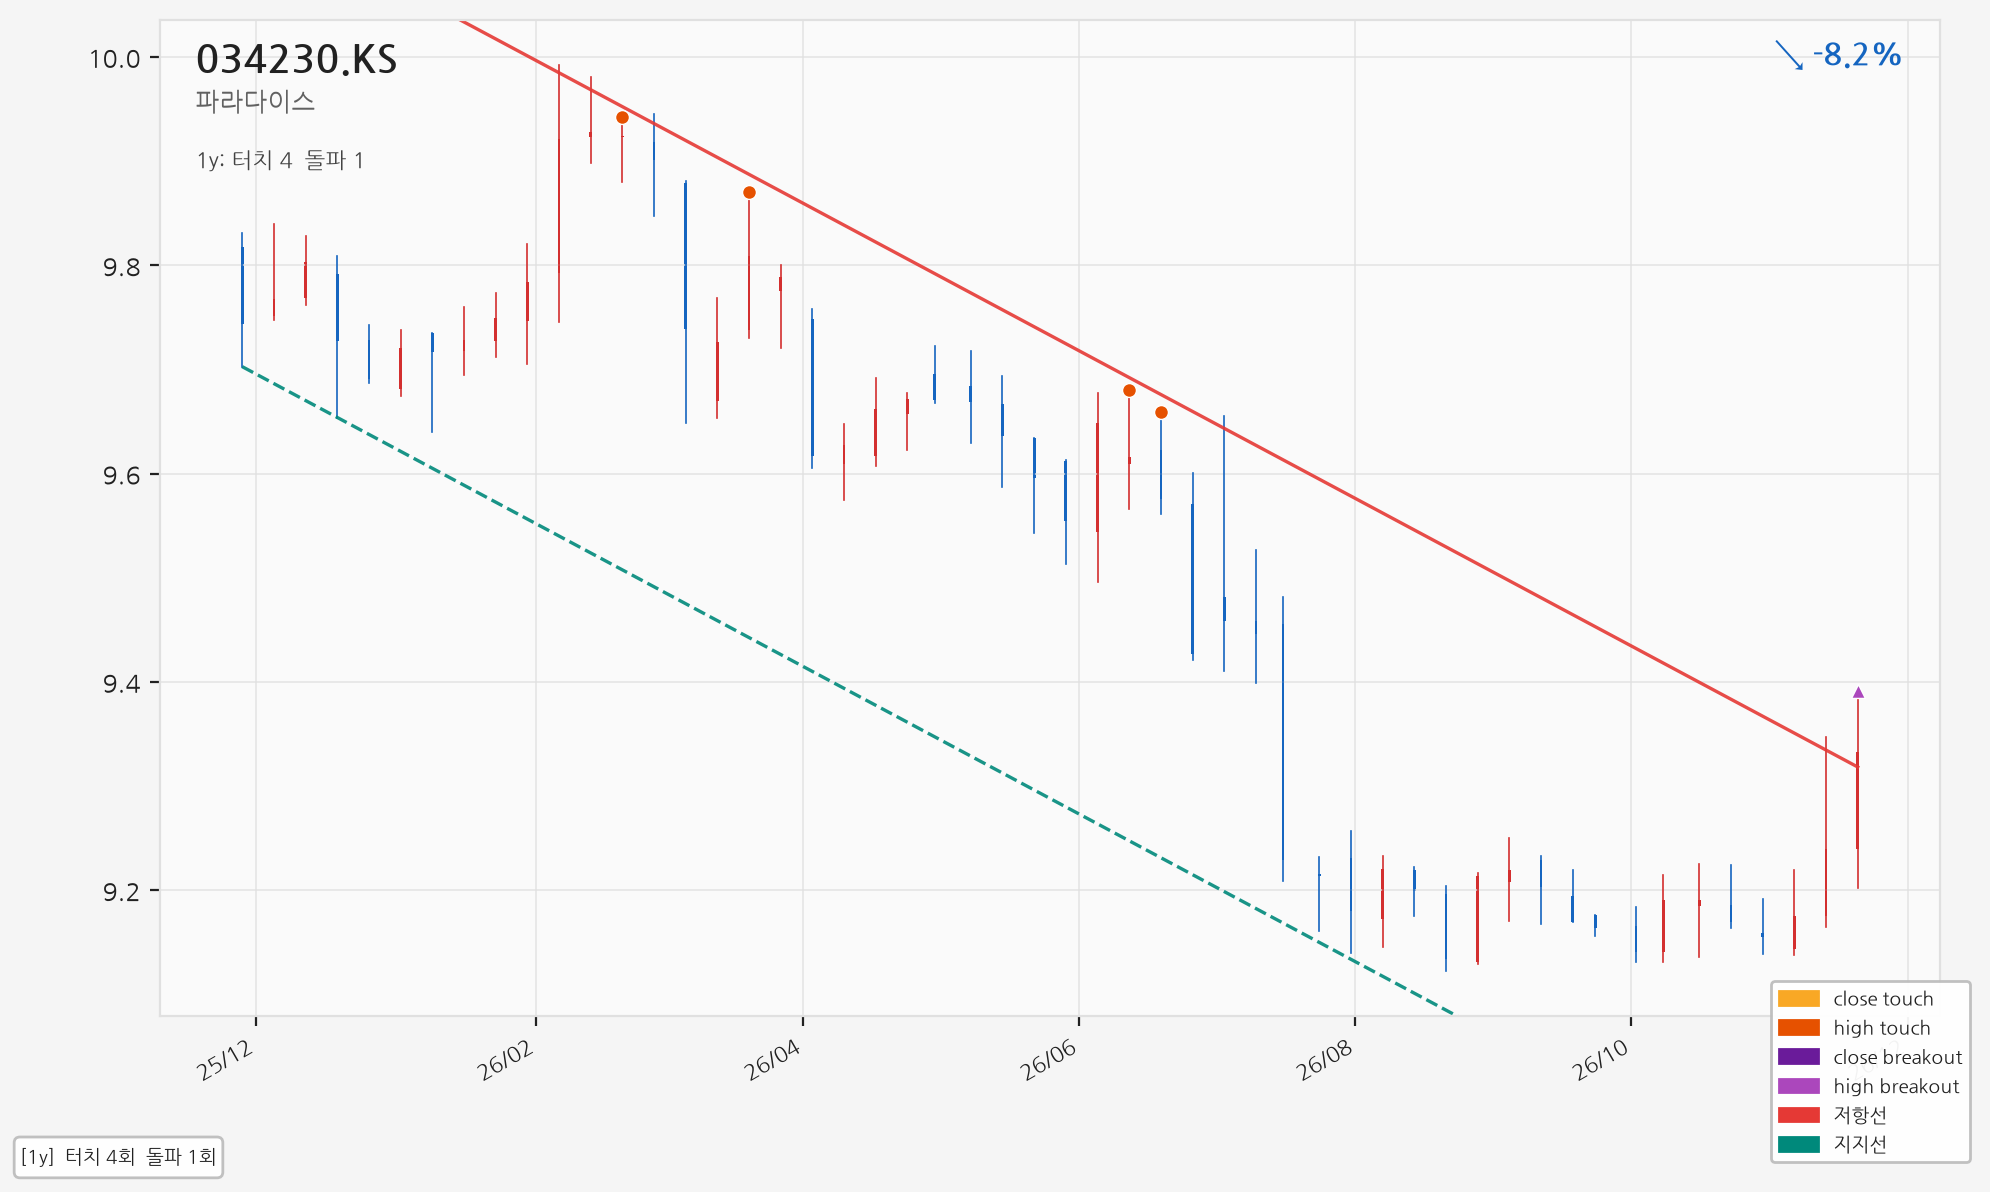 034230.KS
파라다이스
1y: 터치 4 돌파 1
-8.2%
10.0
9.8
9.6
9.4
9.2
25/12
26/02
26/04
26/06
26/08
26/10
close touch
high touch
close breakout
high breakout
저항선
지지선
[1y] 터치 4회 돌파 1회